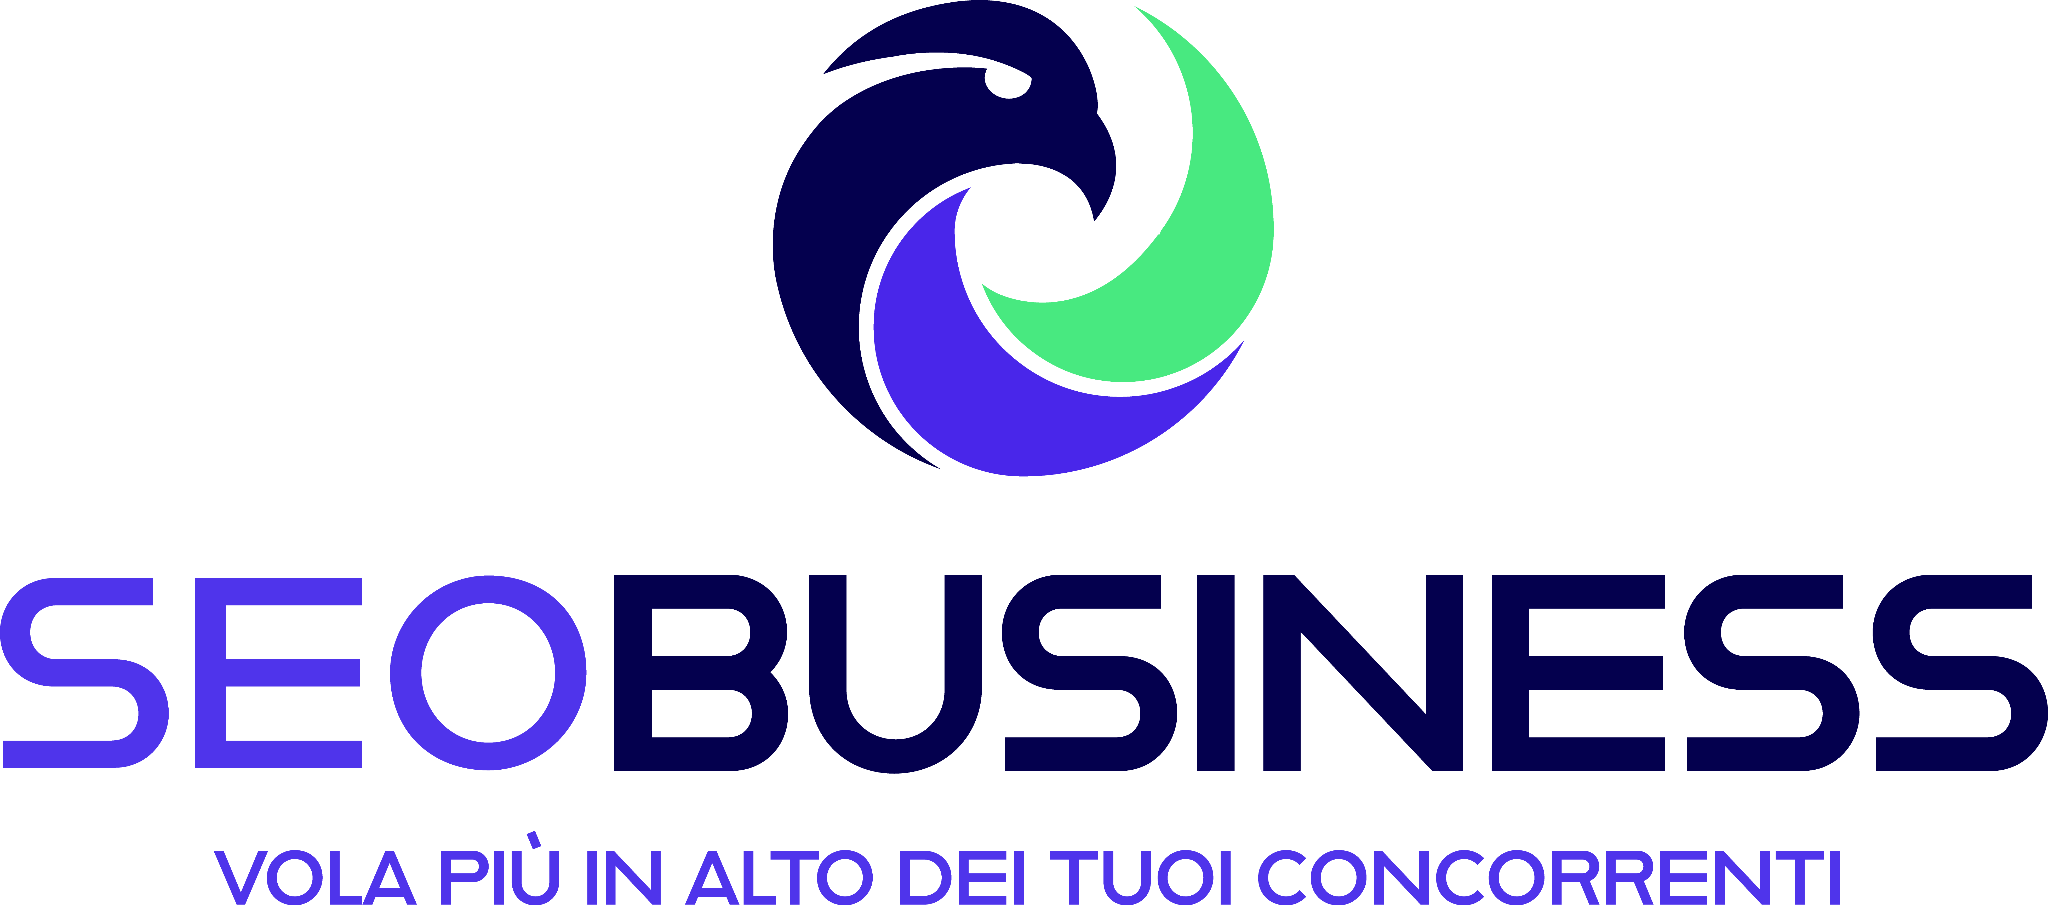 SEOBUSINESS
VOLA PIÙ IN ALTO DEI TUOI CONCORRENTI